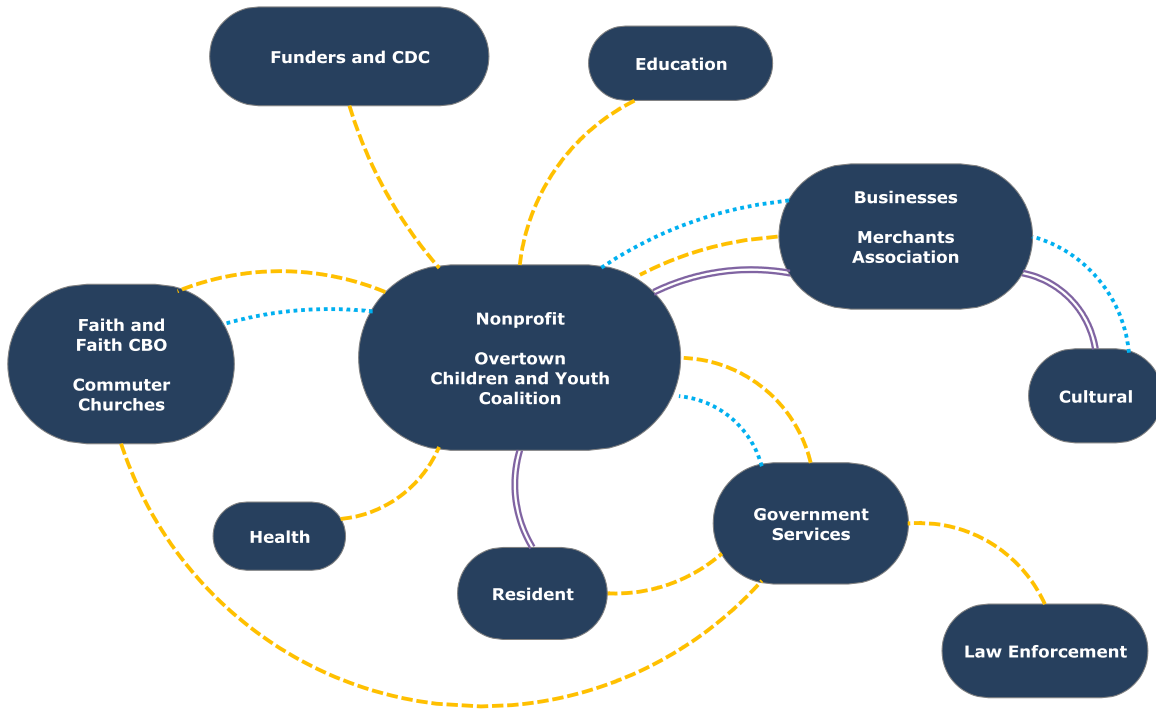 Funders and CDC
Education
Businesses
Merchants
Association
Nonprofit
Overtown
Children and Youth
Coalition
Faith and
Faith CBO
Commuter
Churches
Cultural
Government
Services
Health
Resident
Law Enforcement